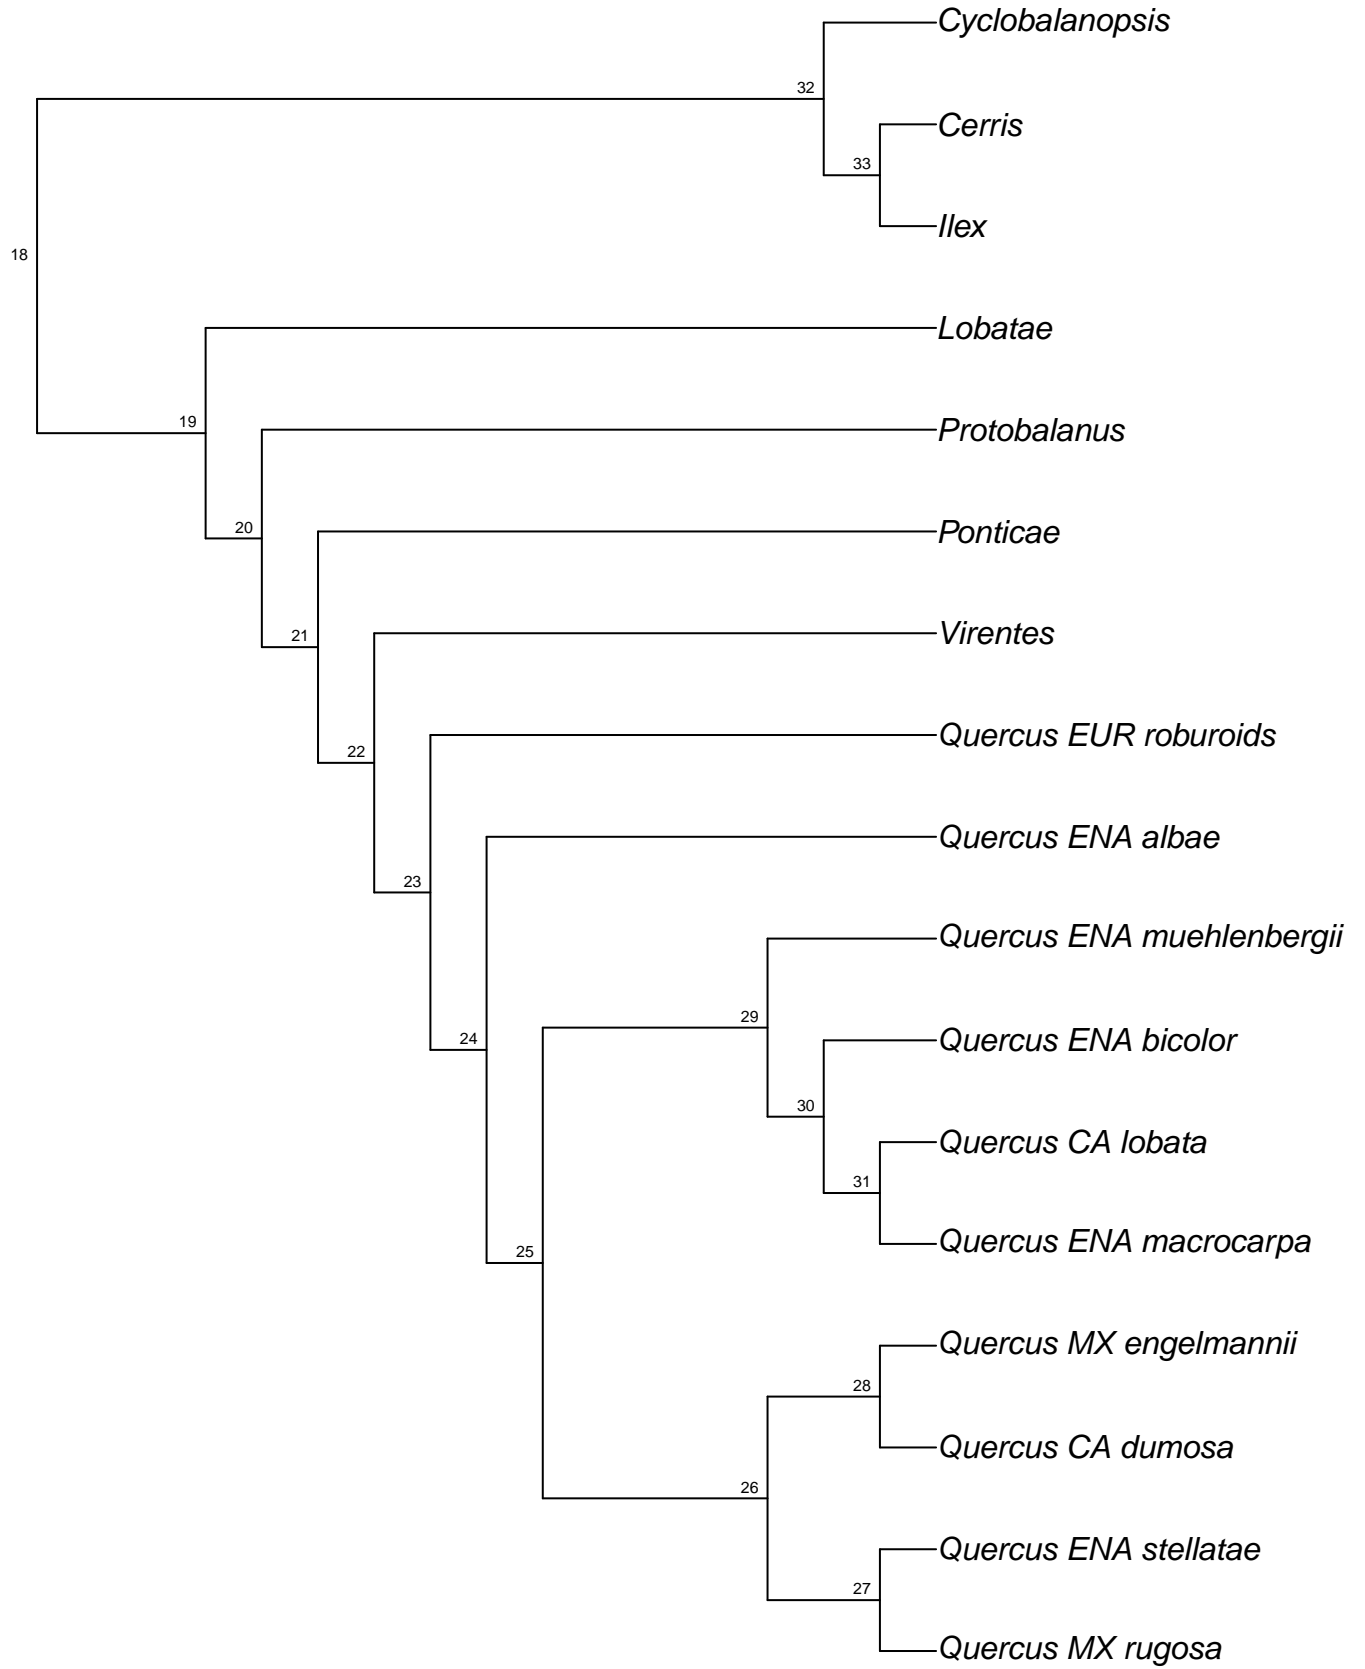 Cyclobalanopsis
32
Cerris
33
Ilex
18
Lobatae
19
Protobalanus
20
Ponticae
21
Virentes
22
Quercus EUR roburoids
Quercus ENA albae
23
Quercus ENA muehlenbergii
29
24
Quercus ENA bicolor
30
Quercus CA lobata
31
Quercus ENA macrocarpa
25
Quercus MX engelmannii
28
Quercus CA dumosa
26
Quercus ENA stellatae
27
Quercus MX rugosa